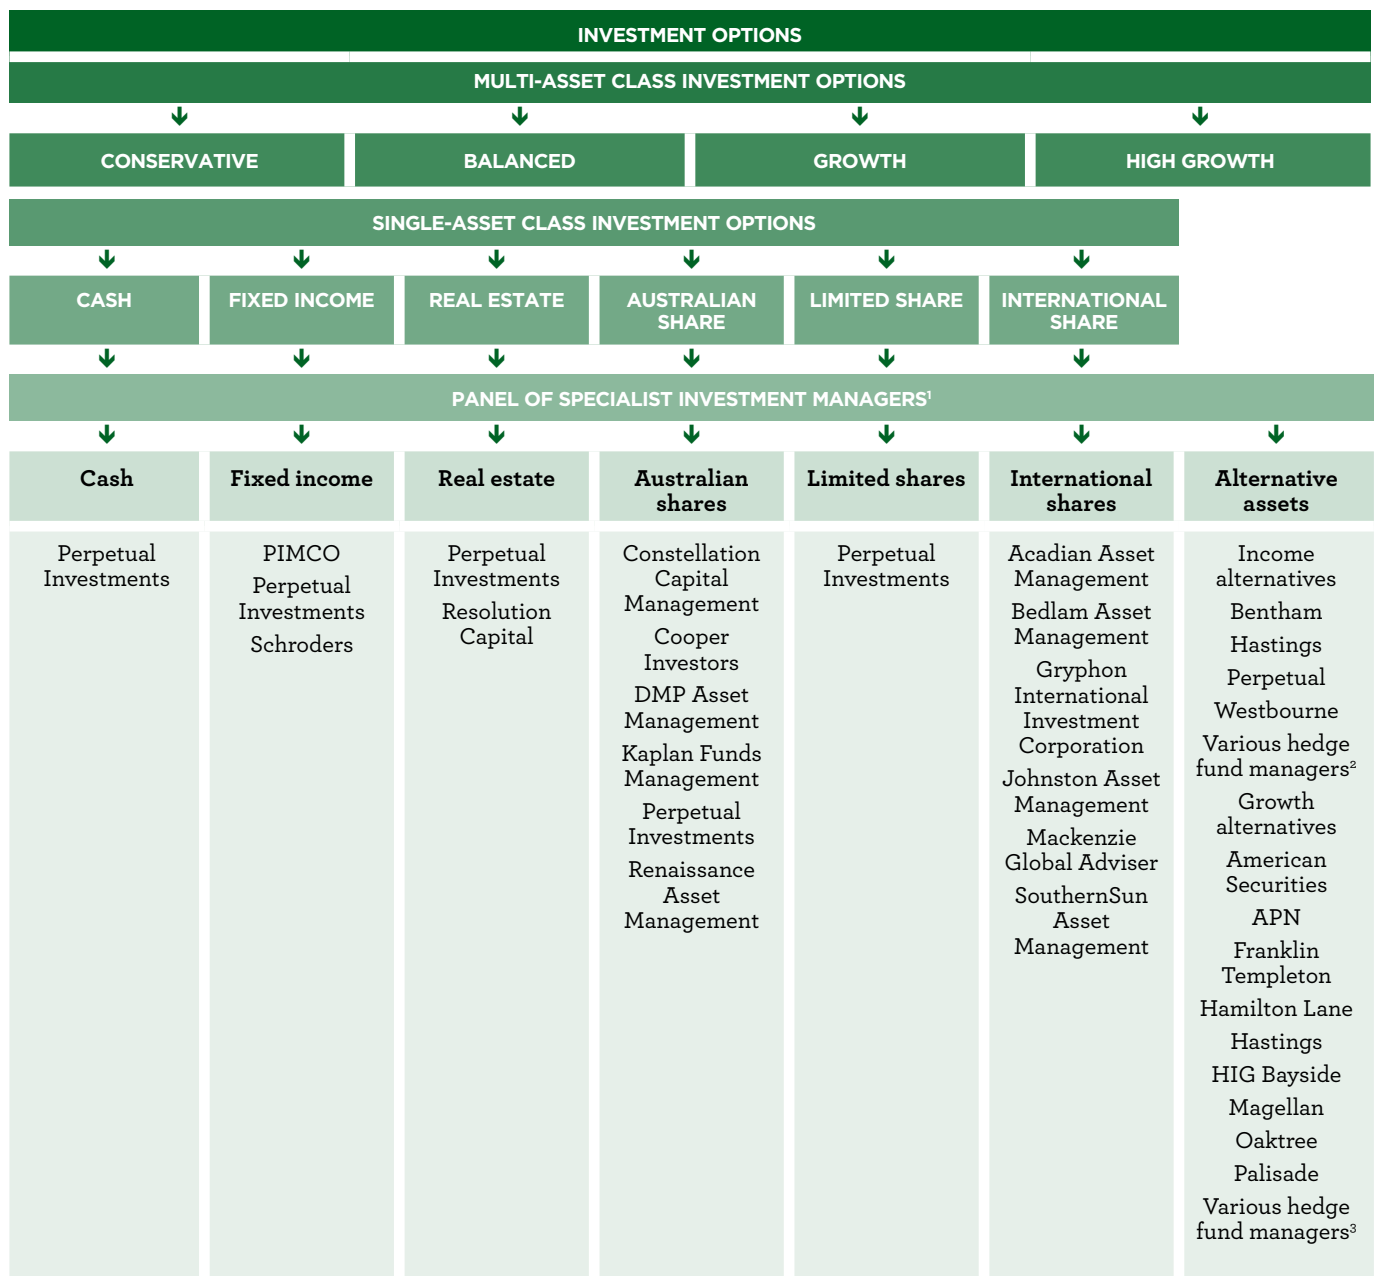 INVESTMENT OPTIONS
MULTI-ASSET CLASS INVESTMENT OPTIONS
CONSERVATIVE
BALANCED
GROWTH
HIGH GROWTH
SINGLE-ASSET CLASS INVESTMENT OPTIONS
CASH
FIXED INCOME
REAL ESTATE
AUSTRALIAN
SHARE
LIMITED SHARE
INTERNATIONAL
SHARE
PANEL OF SPECIALIST INVESTMENT MANAGERS¹
Cash
Fixed income
Real estate
Australian
shares
Limited shares
International
shares
Alternative
assets
Perpetual
Investments
PIMCO
Perpetual
Investments
Schroders
Perpetual
Investments
Resolution
Capital
Constellation
Capital
Management
Cooper
Investors
DMP Asset
Management
Kaplan Funds
Management
Perpetual
Investments
Renaissance
Asset
Management
Perpetual
Investments
Acadian Asset
Management
Bedlam Asset
Management
Gryphon
International
Investment
Corporation
Johnston Asset
Management
Mackenzie
Global Adviser
SouthernSun
Asset
Management
Income
alternatives
Bentham
Hastings
Perpetual
Westbourne
Various hedge
fund managers²
Growth
alternatives
American
Securities
APN
Franklin
Templeton
Hamilton Lane
Hastings
HIG Bayside
Magellan
Oaktree
Palisade
Various hedge
fund managers³